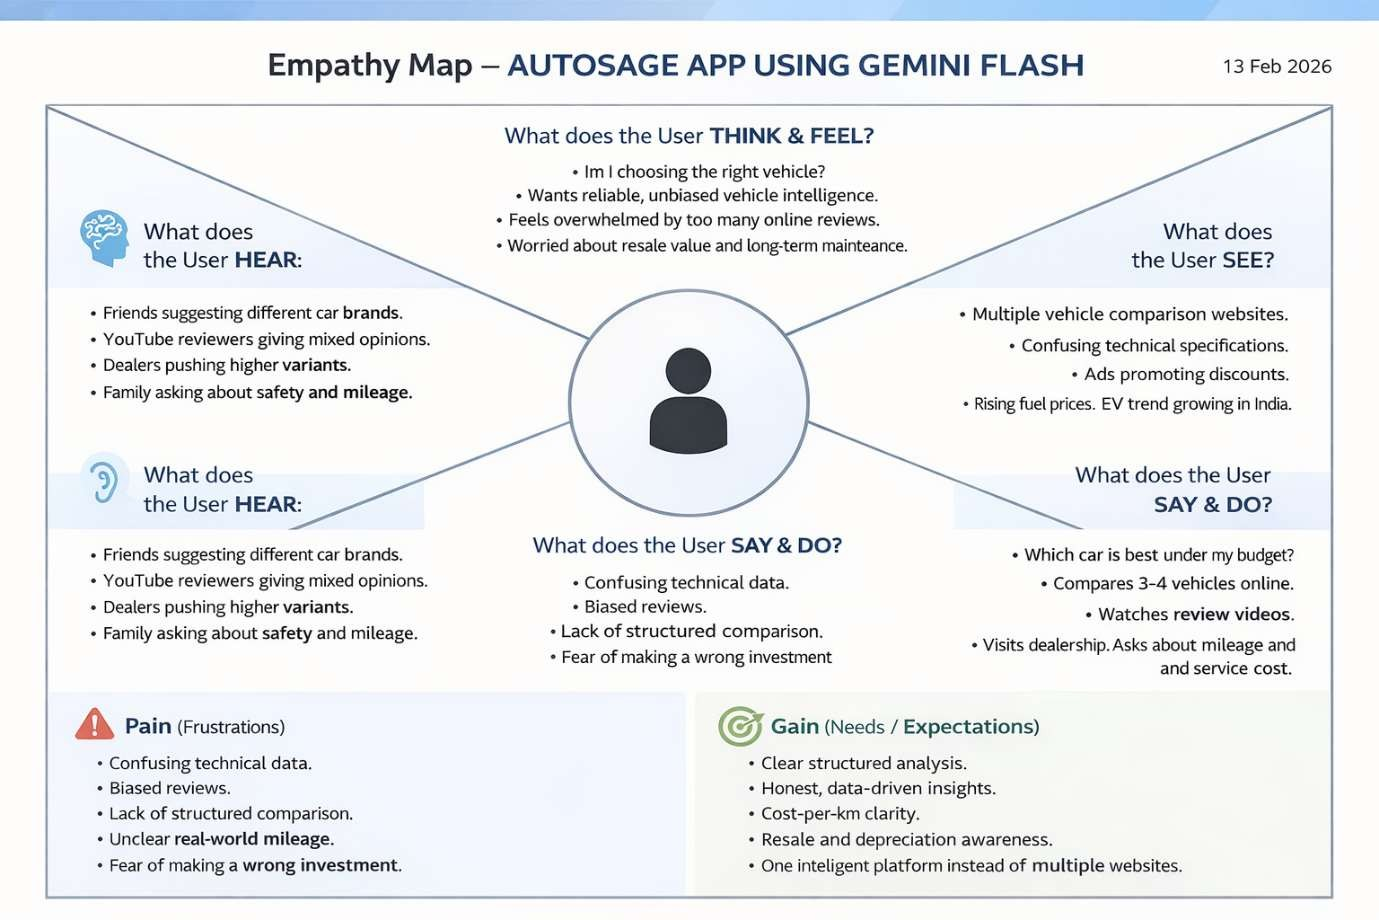 Empathy Map – AUTOSAGE APP USING GEMINI FLASH
13 Feb 2026
What does the User THINK & FEEL?
• Im I choosing the right vehicle?
• Wants reliable, unbiased vehicle intelligence.
• Feels overwhelmed by too many online reviews.
• Worried about resale value and long-term mainteance.
What does
the User HEAR:
• Friends suggesting different car brands.
• YouTube reviewers giving mixed opinions.
• Dealers pushing higher variants.
• Family asking about safety and mileage.
What does
the User SEE?
• Multiple vehicle comparison websites.
• Confusing technical specifications.
• Ads promoting discounts.
• Rising fuel prices. EV trend growing in India.
What does
the User HEAR:
• Friends suggesting different car brands.
• YouTube reviewers giving mixed opinions.
• Dealers pushing higher variants.
• Family asking about safety and mileage.
What does the User SAY & DO?
• Confusing technical data.
• Biased reviews.
• Lack of structured comparison.
• Fear of making a wrong investment
What does the User
SAY & DO?
• Which car is best under my budget?
• Compares 3–4 vehicles online.
• Watches review videos.
• Visits dealership. Asks about mileage and
and service cost.
Pain (Frustrations)
• Confusing technical data.
• Biased reviews.
• Lack of structured comparison.
• Unclear real-world mileage.
• Fear of making a wrong investment.
Gain (Needs / Expectations)
• Clear structured analysis.
• Honest, data-driven insights.
• Cost-per-km clarity.
• Resale and depreciation awareness.
• One inteligent platform instead of multiple websites.